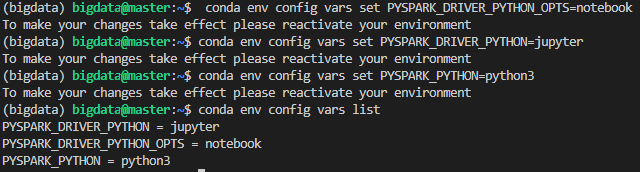 (bigdata) bigdata@master:~$  conda env config vars set PYSPARK_DRIVER_PYTHON_OPTS=notebook
To make your changes take effect please reactivate your environment
(bigdata) bigdata@master:~$ conda env config vars set PYSPARK_DRIVER_PYTHON=jupyter
To make your changes take effect please reactivate your environment
(bigdata) bigdata@master:~$ conda env config vars set PYSPARK_PYTHON=python3
To make your changes take effect please reactivate your environment
(bigdata) bigdata@master:~$ conda env config vars list
PYSPARK_DRIVER_PYTHON = jupyter
PYSPARK_DRIVER_PYTHON_OPTS = notebook
PYSPARK_PYTHON = python3